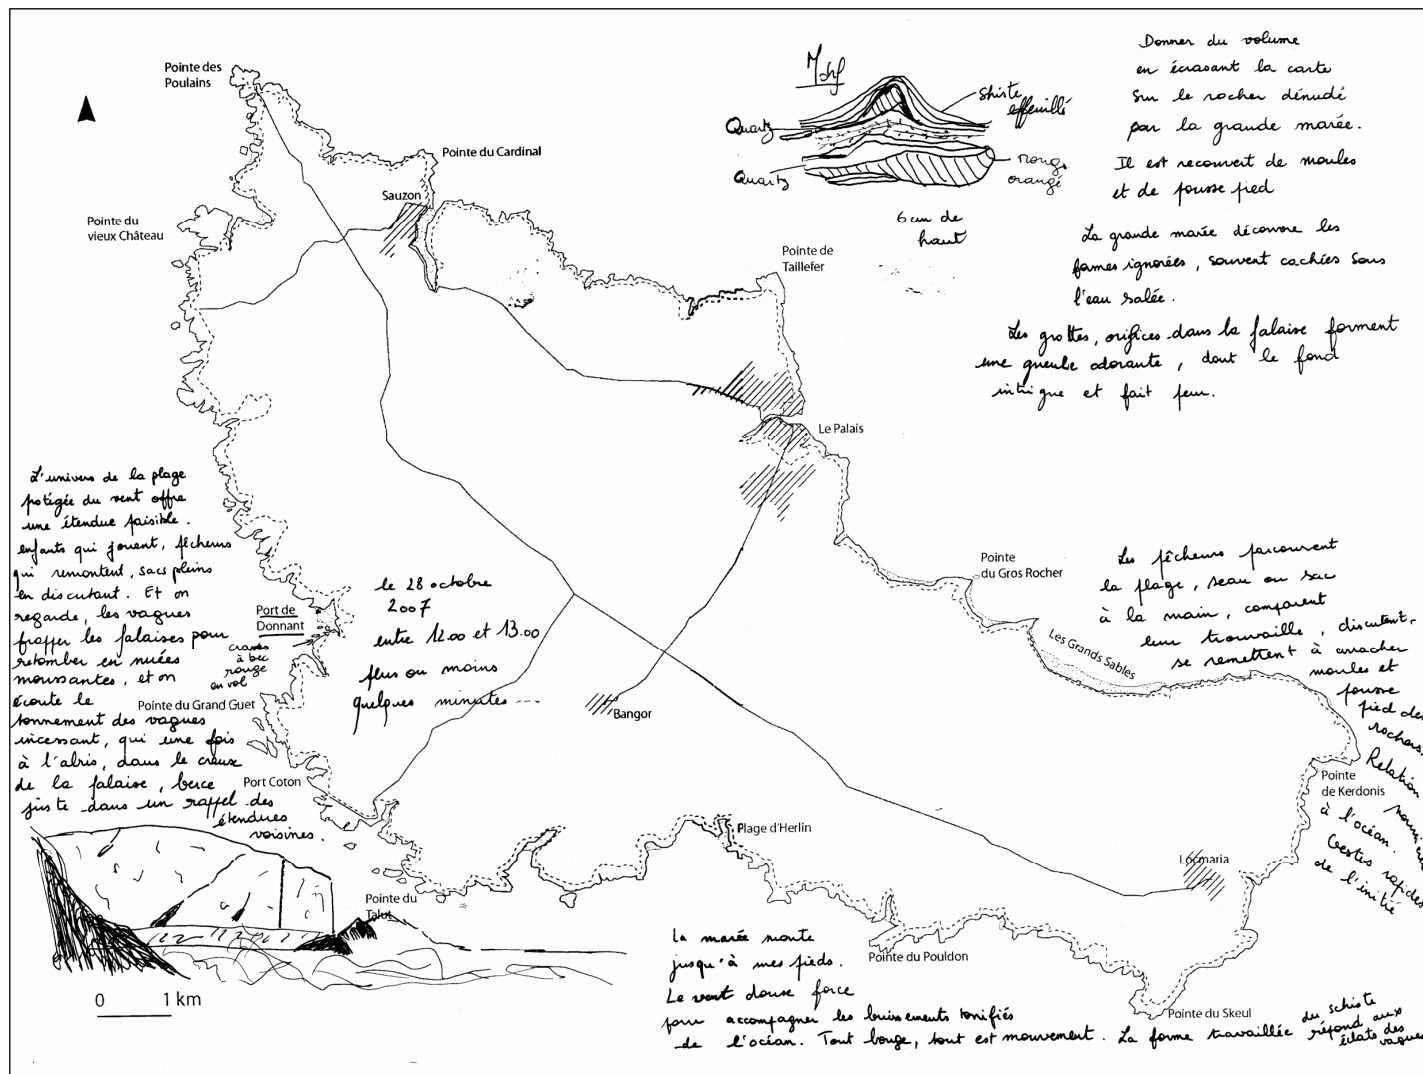 Pointe des
Poulains
Pointe du Cardinal
Sauzon
Pointe du
vieux Château
Pointe de
Taillefer
Le Palais
Pointe
du Gros Rocher
Les Grands Sables
Port de
Donnant
Pointe du Grand Guet
Port Coton
Bangor
Pointe
de Kerdonis
Plage d'Herlin
Locmaria
Pointe du
Talut
Pointe du Pouldon
Pointe du Skeul
0 1 km
shiste
effeuillé
Quartz
Quartz
rouge
orangé
6 cm de
haut
Donner du volume
en écrasant la carte
sur le rocher dénudé
par la grande marée.
Il est recouvert de moules
et de pousse pied
La grande marée découvre les
formes ignorées, souvent cachées sous
l'eau salée.
Les grottes, orifices dans la falaise forment
une gueule odorante, dont le fond
intrigue et fait peur.
L'univers de la plage
potégée du vent offre
une étendue paisible.
enfants qui jouent, pêcheurs
qui remontent, sacs pleins
en discutant. Et on
regarde, les vagues
frapper les falaises pour
retomber en nuées
moussantes, et on
écoute le
tonnement des vagues
incessant, qui une fois
à l'abris, dans le creux
de la falaise, berce
juste dans un rappel des
étendues
voisines.
à bec
rouge
en vol
le 28 octobre
2007
entre 12.00 et 13.00
plus ou moins
quelques minutes ---
Les pêcheurs parcourent
la plage, seau ou sac
à la main, comparent
leur trouvaille, discutent,
se remettent à arracher
moules et
pousse
pied des
rochers.
Relation
à l'océan.
Gestes rapides
de l'initié
La marée monte
jusqu'à mes pieds.
Le vent douse force
pour accompagner les bruissements tonifiés
de l'océan. Tout bouge, tout est mouvement. La forme travaillée du schiste
répond aux
éclats des
vagues